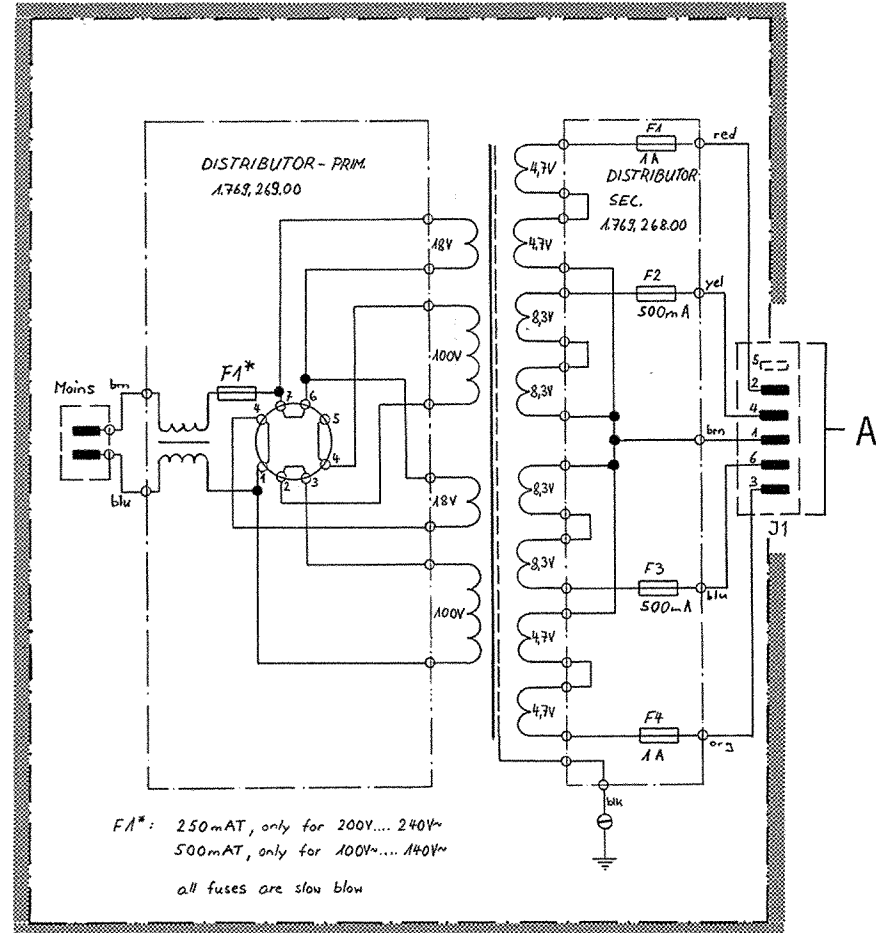 DISTRIBUTOR - PRIM.
1.769,269.00
F1
1A
red
DISTRIBUTOR
SEC.
1.769,268.00
4,7V
4,7V
18V
F2
500mA
yel
8,3V
8,3V
100V
Mains
brn
blu
F1*
7
6
4
5
4
1
2
3
18V
100V
8,3V
8,3V
brn
F3
500mA
blu
4,7V
4,7V
F4
1A
org
blk
5
2
4
1
6
3
J1
A
F1*: 250mAT, only for 200V.... 240V~
500mAT, only for 100V~.... 140V~
all fuses are slow blow